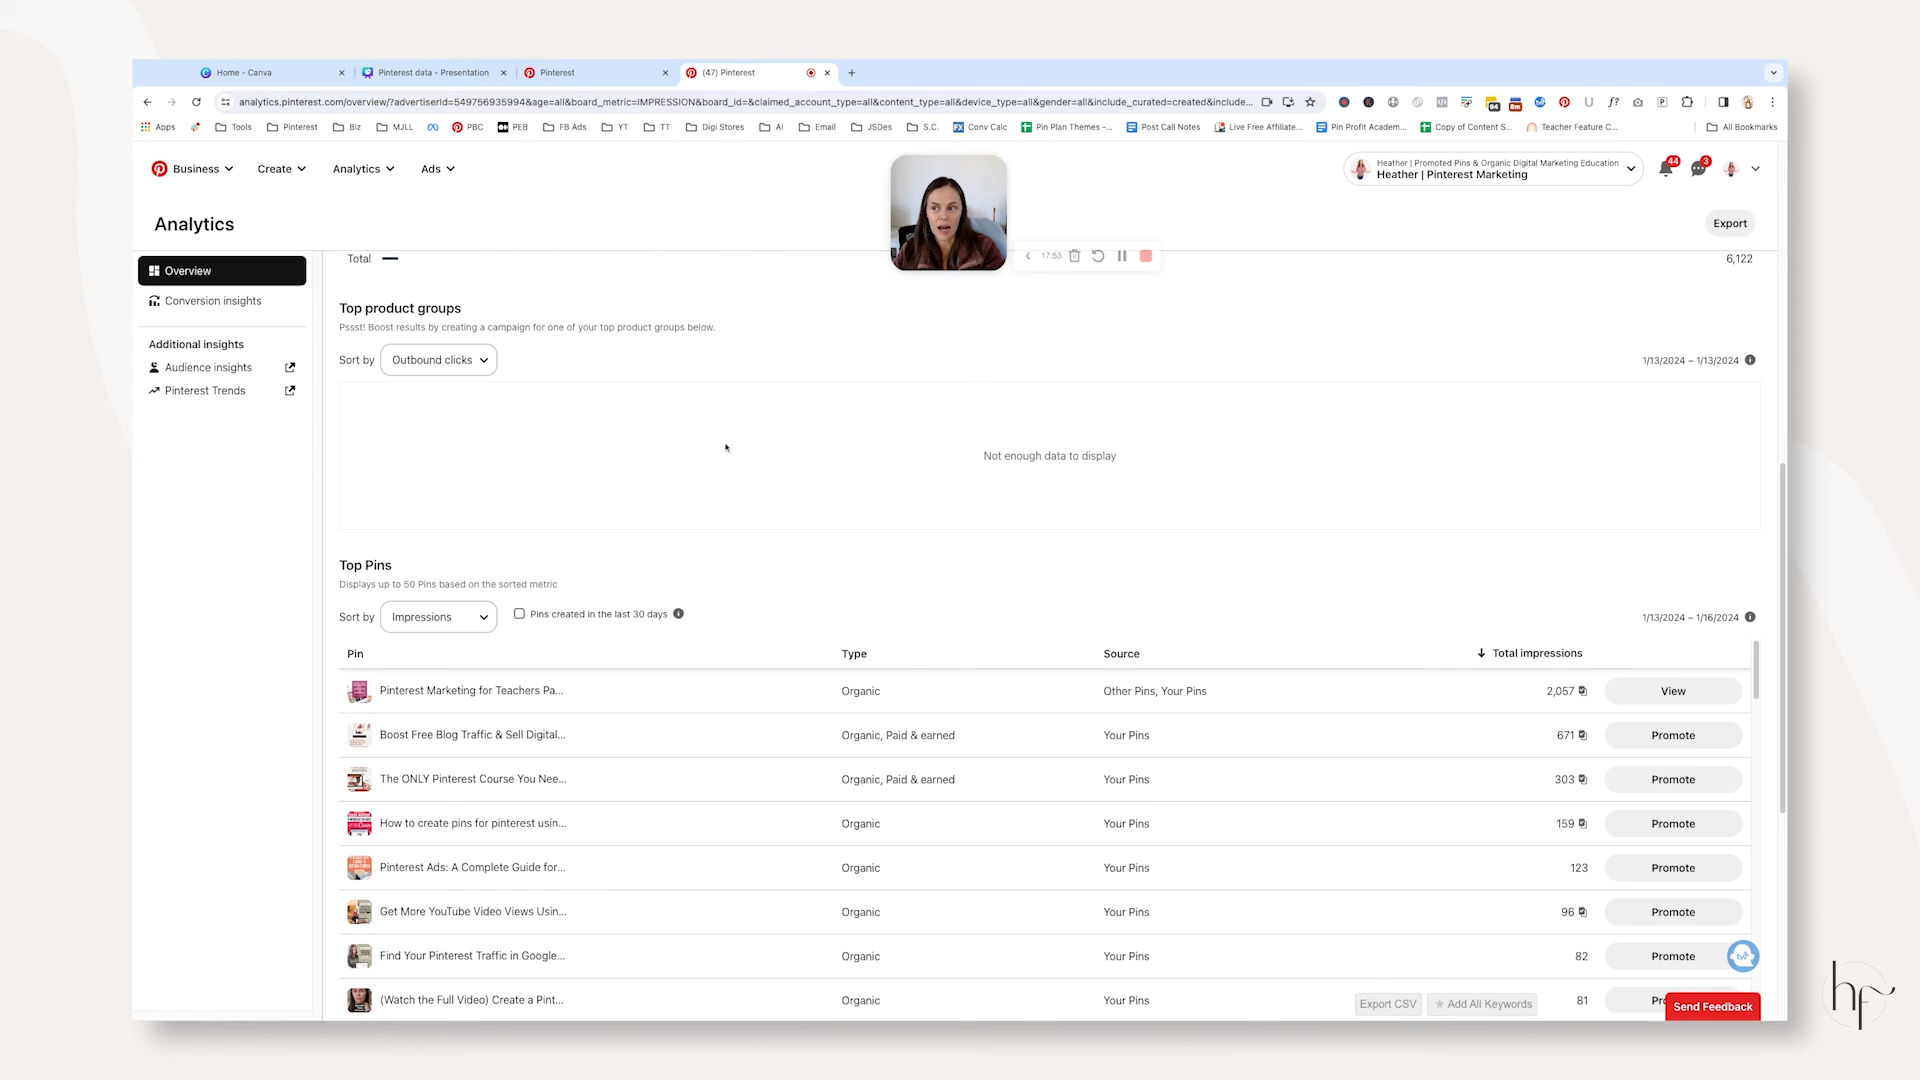 Home - Canva
Pinterest data - Presentation
Pinterest
(47) Pinterest
analytics.pinterest.com/overview/?advertiserId=549756935994&age=all&board_metric=IMPRESSION&board_id=&claimed_account_type=all&content_type=all&device_type=all&gender=all&include_curated=created&include...
Apps Tools Pinterest Biz MJLL PBC PEB FB Ads YT TT Digi Stores AI Email JSDes S.C. Conv Calc Pin Plan Themes -... Post Call Notes Live Free Affiliate... Pin Profit Academ... Copy of Content S... Teacher Feature C... All Bookmarks
Business Create Analytics Ads
Heather | Promoted Pins & Organic Digital Marketing Education
Heather | Pinterest Marketing
44
3
Analytics
Export
Overview
Conversion insights
Additional insights
Audience insights
Pinterest Trends
17:53
Total 6,122
Top product groups
Pssst! Boost results by creating a campaign for one of your top product groups below.
Sort by Outbound clicks 1/13/2024 – 1/13/2024
Not enough data to display
Top Pins
Displays up to 50 Pins based on the sorted metric
Sort by Impressions Pins created in the last 30 days 1/13/2024 – 1/16/2024
Pin Type Source Total impressions
Pinterest Marketing for Teachers Pa... Organic Other Pins, Your Pins 2,057 View
Boost Free Blog Traffic & Sell Digital... Organic, Paid & earned Your Pins 671 Promote
The ONLY Pinterest Course You Nee... Organic, Paid & earned Your Pins 303 Promote
How to create pins for pinterest usin... Organic Your Pins 159 Promote
Pinterest Ads: A Complete Guide for... Organic Your Pins 123 Promote
Get More YouTube Video Views Usin... Organic Your Pins 96 Promote
Find Your Pinterest Traffic in Google... Organic Your Pins 82 Promote
(Watch the Full Video) Create a Pint... Organic Your Pins 81
Export CSV Add All Keywords
Send Feedback
hf